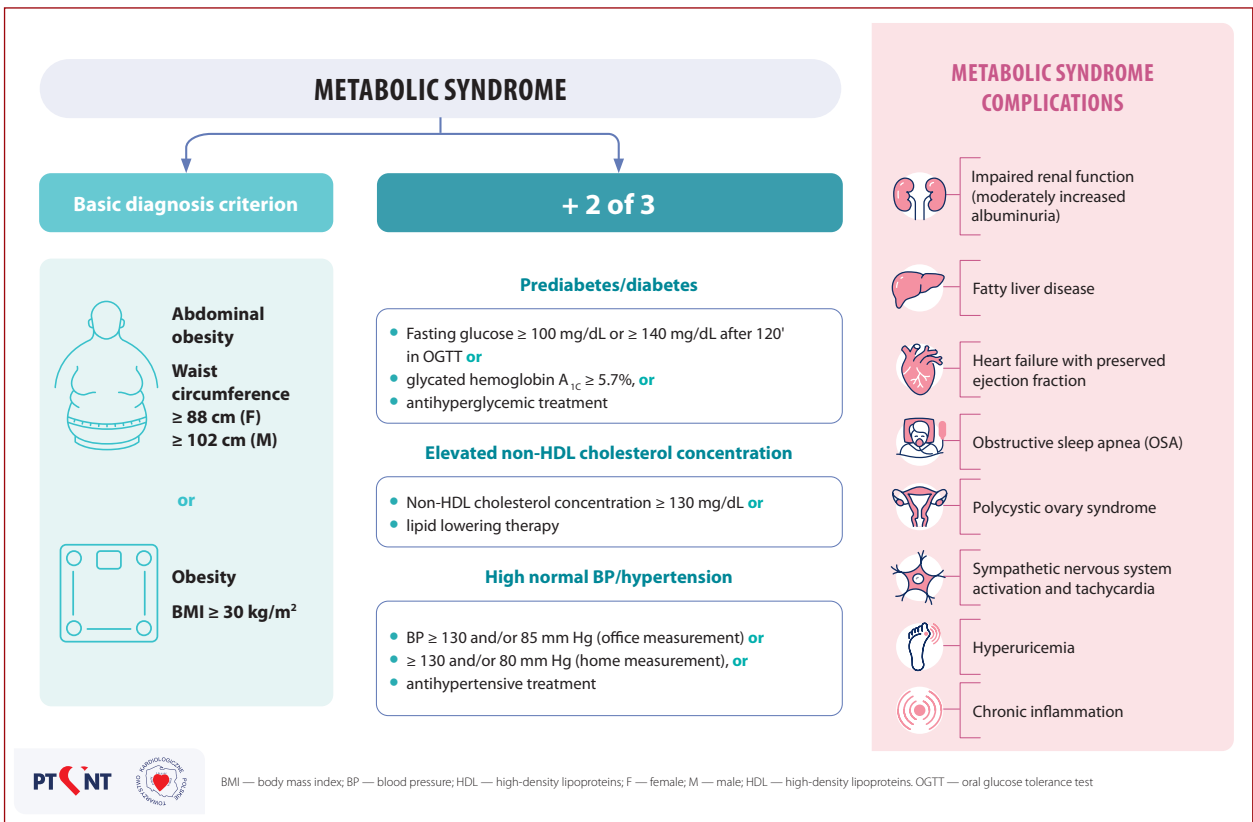 METABOLIC SYNDROME
Basic diagnosis criterion
Abdominal
obesity
Waist
circumference
≥ 88 cm (F)
≥ 102 cm (M)
or
Obesity
BMI ≥ 30 kg/m²
+ 2 of 3
Prediabetes/diabetes
• Fasting glucose ≥ 100 mg/dL or ≥ 140 mg/dL after 120'
in OGTT or
• glycated hemoglobin A 1C ≥ 5.7%, or
• antihyperglycemic treatment
Elevated non-HDL cholesterol concentration
• Non-HDL cholesterol concentration ≥ 130 mg/dL or
• lipid lowering therapy
High normal BP/hypertension
• BP ≥ 130 and/or 85 mm Hg (office measurement) or
• ≥ 130 and/or 80 mm Hg (home measurement), or
• antihypertensive treatment
METABOLIC SYNDROME
COMPLICATIONS
Impaired renal function
(moderately increased
albuminuria)
Fatty liver disease
Heart failure with preserved
ejection fraction
Obstructive sleep apnea (OSA)
Polycystic ovary syndrome
Sympathetic nervous system
activation and tachycardia
Hyperuricemia
Chronic inflammation
PT NT
POLSKIE TOWARZYSTWO KARDIOLOGICZNE
BMI — body mass index; BP — blood pressure; HDL — high-density lipoproteins; F — female; M — male; HDL — high-density lipoproteins. OGTT — oral glucose tolerance test